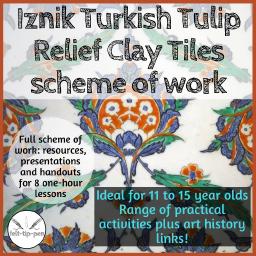 Iznik Turkish Tulip
Relief Clay Tiles
scheme of work
Full scheme of
work: resources,
presentations
and handouts
for 8 one-hour
lessons
Ideal for 11 to 15 year olds
Range of practical
activities plus art history
links!
felt-tip-pen